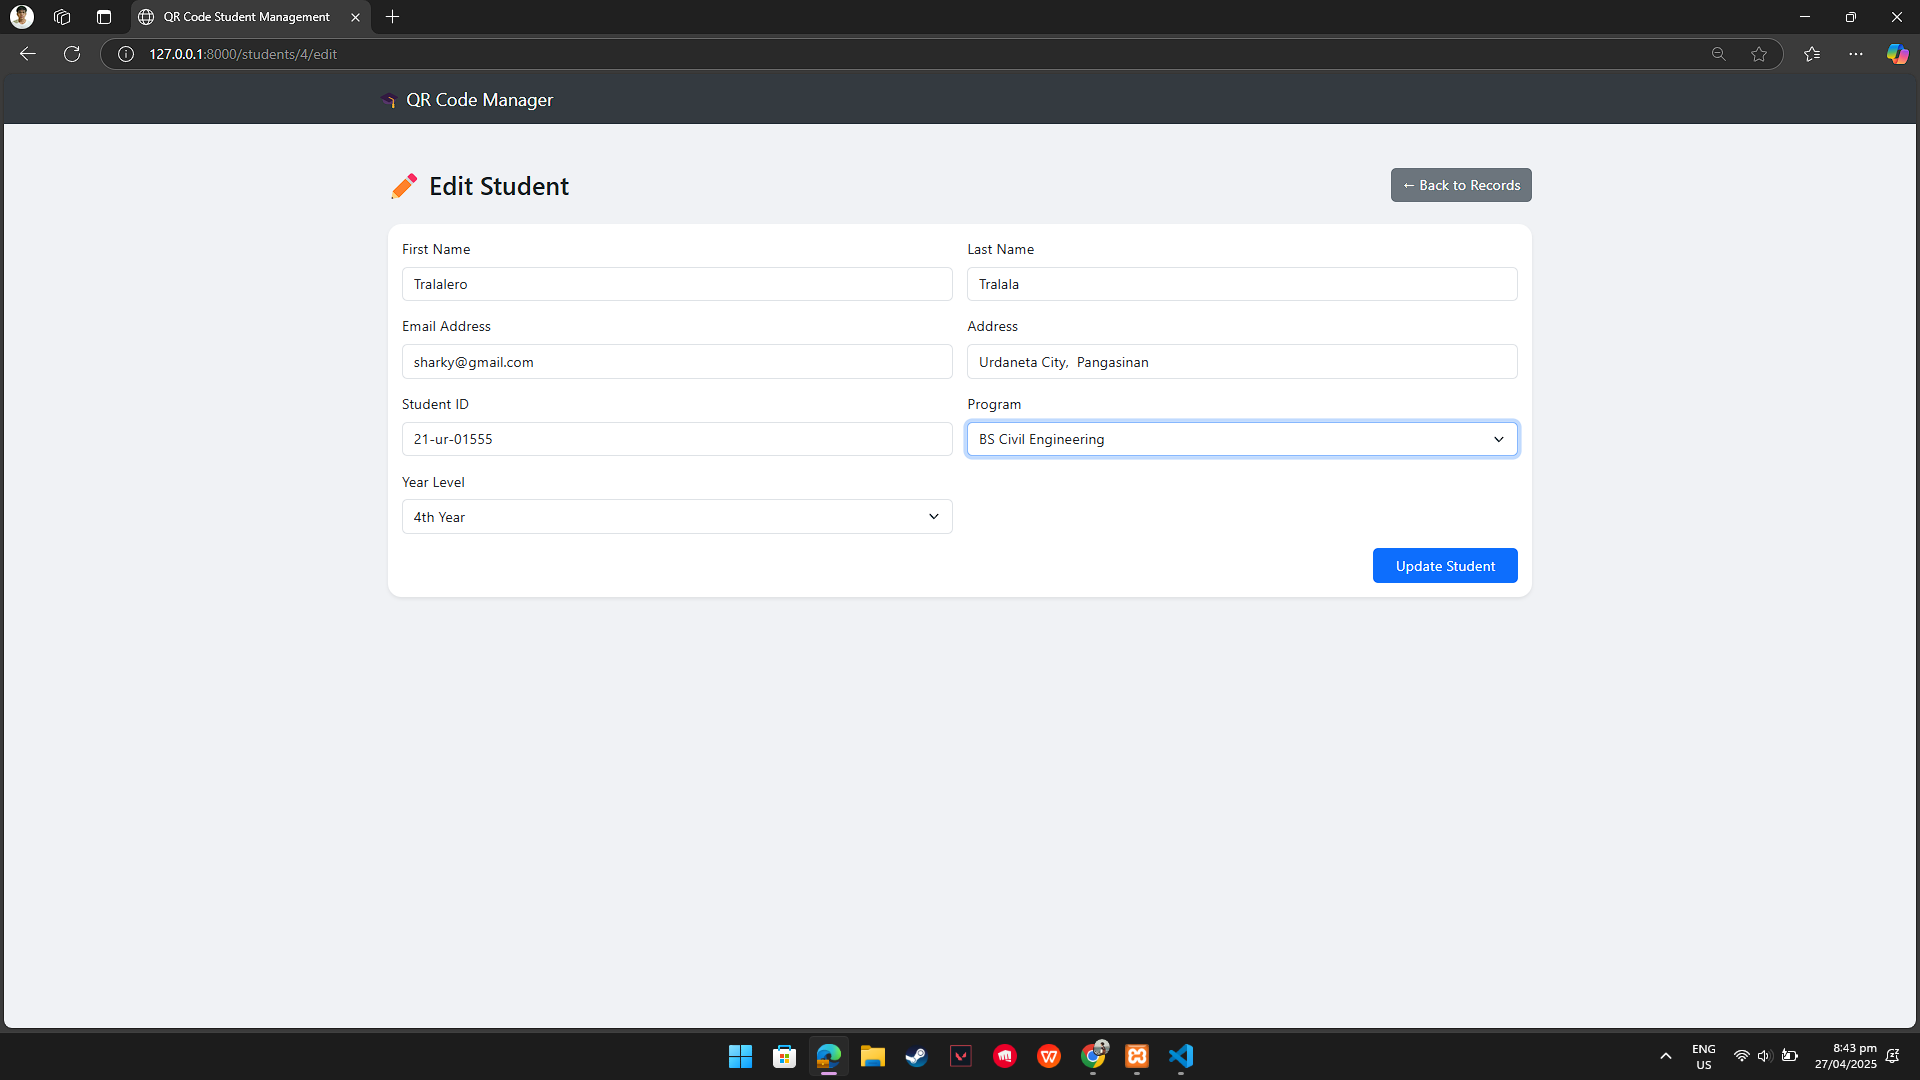 QR Code Student Management
127.0.0.1:8000/students/4/edit
QR Code Manager
Edit Student
← Back to Records
First Name
Last Name
Tralalero
Tralala
Email Address
Address
sharky@gmail.com
Urdaneta City, Pangasinan
Student ID
Program
21-ur-01555
BS Civil Engineering
Year Level
4th Year
Update Student
ENG
US
8:43 pm
27/04/2025